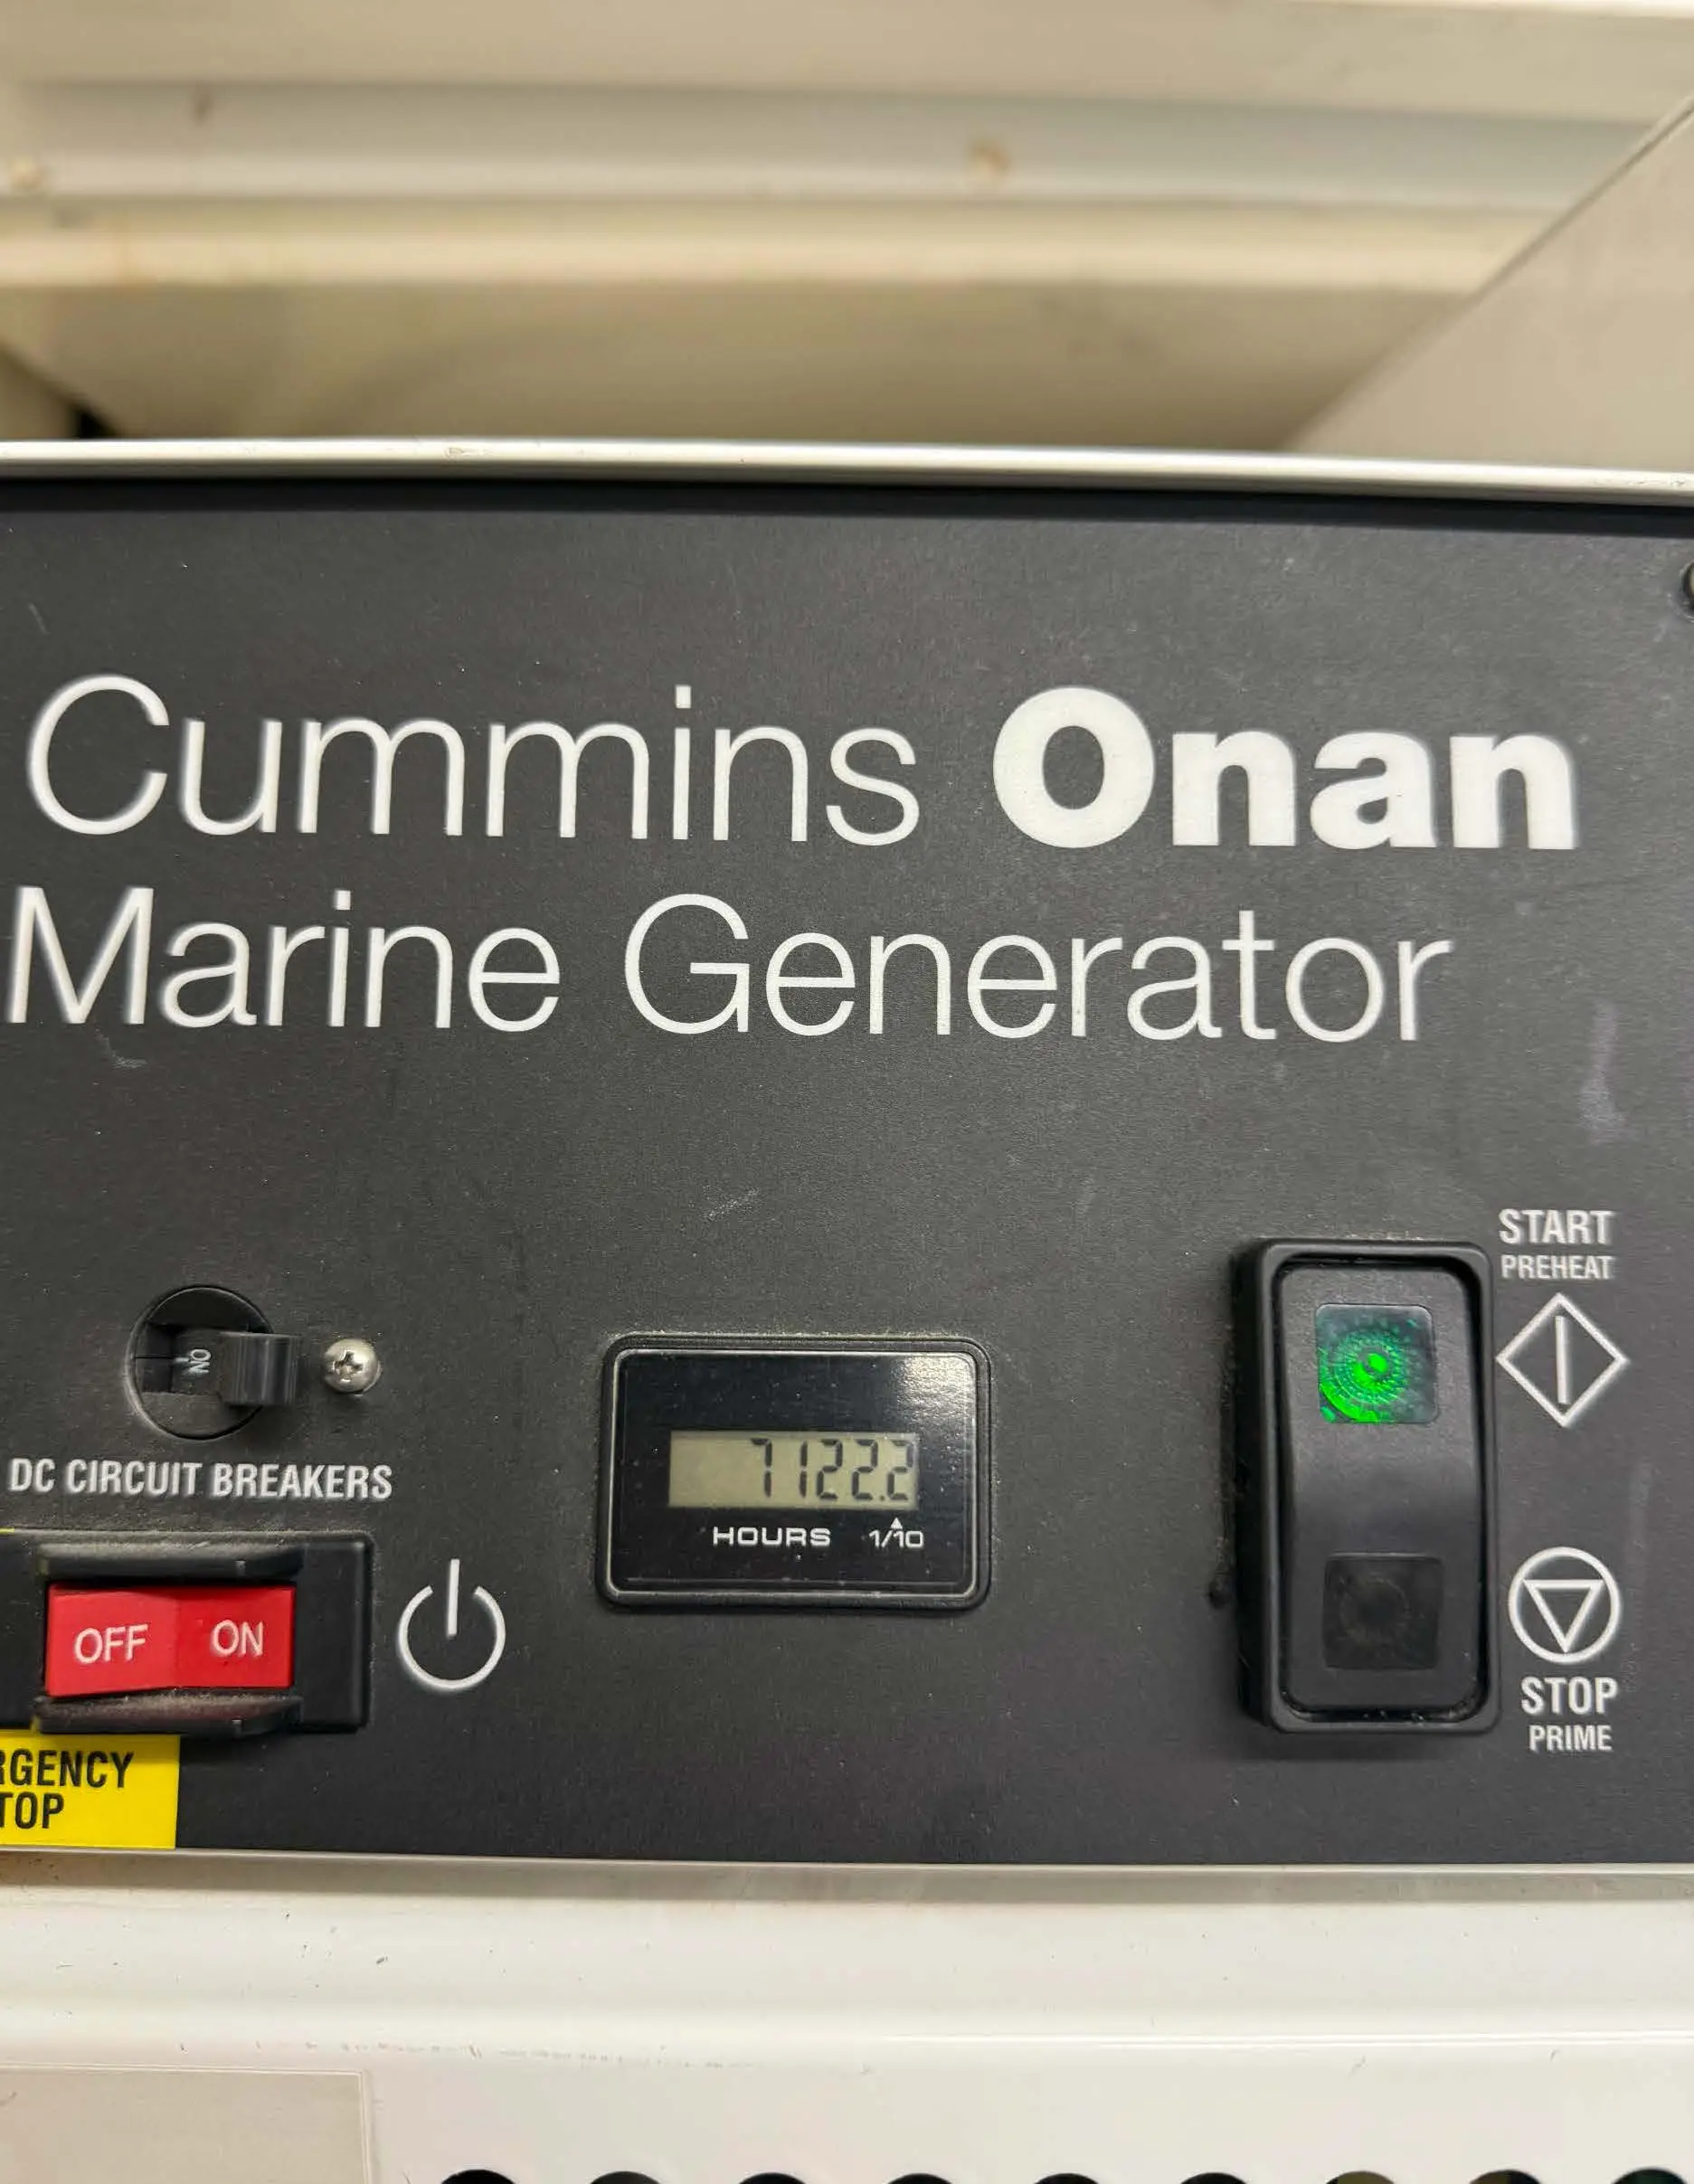 Cummins Onan
Marine Generator
START
PREHEAT
ON
DC CIRCUIT BREAKERS
7122.2
HOURS 1/10
OFF ON
STOP
PRIME
RGENCY
TOP